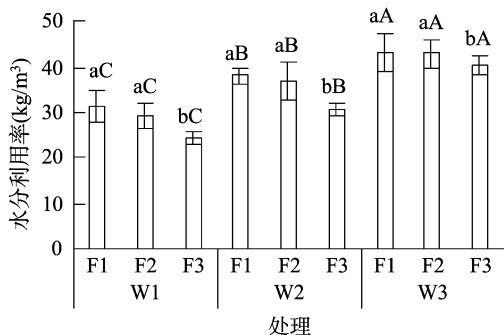 水分利用率(kg/m³)
50
40
30
20
10
0
aC aC bC aB aB bB aA aA bA
F1 F2 F3 F1 F2 F3 F1 F2 F3
W1 W2 W3
处理